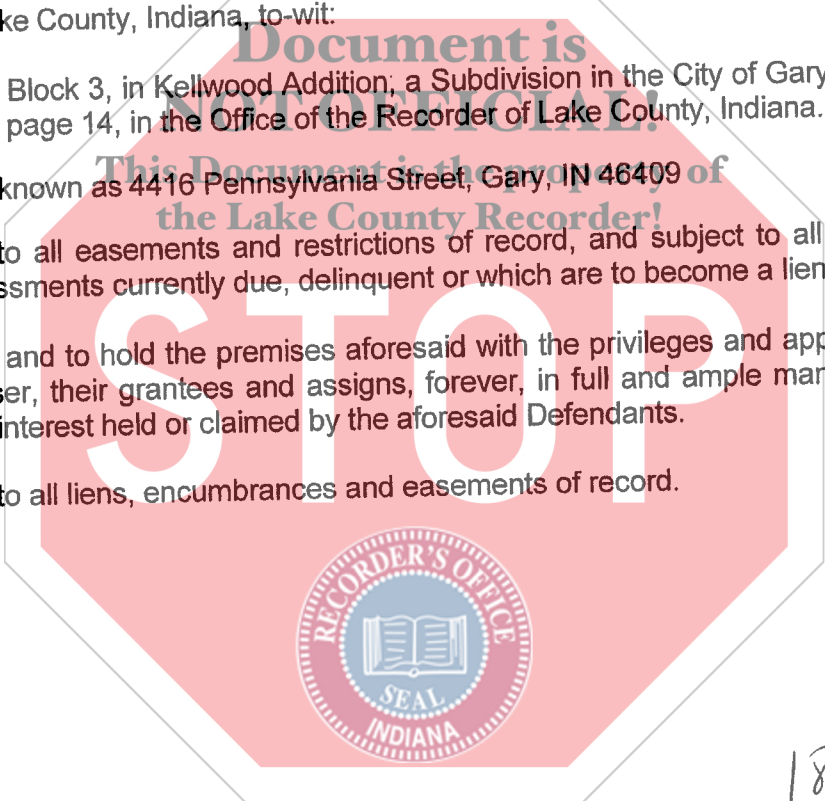 ke County, Indiana, to-wit:
Document is
Block 3, in Kellwood Addition, a Subdivision in the City of Gary
NOT OFFICIAL!
page 14, in the Office of the Recorder of Lake County, Indiana.
This Document is the property of
known as 4416 Pennsylvania Street, Gary, IN 46409
the Lake County Recorder!
to all easements and restrictions of record, and subject to all
ssments currently due, delinquent or which are to become a lien
and to hold the premises aforesaid with the privileges and app
ser, their grantees and assigns, forever, in full and ample mar
interest held or claimed by the aforesaid Defendants.
STOP
to all liens, encumbrances and easements of record.
RECORDER'S OFFICE
SEAL
INDIANA
18